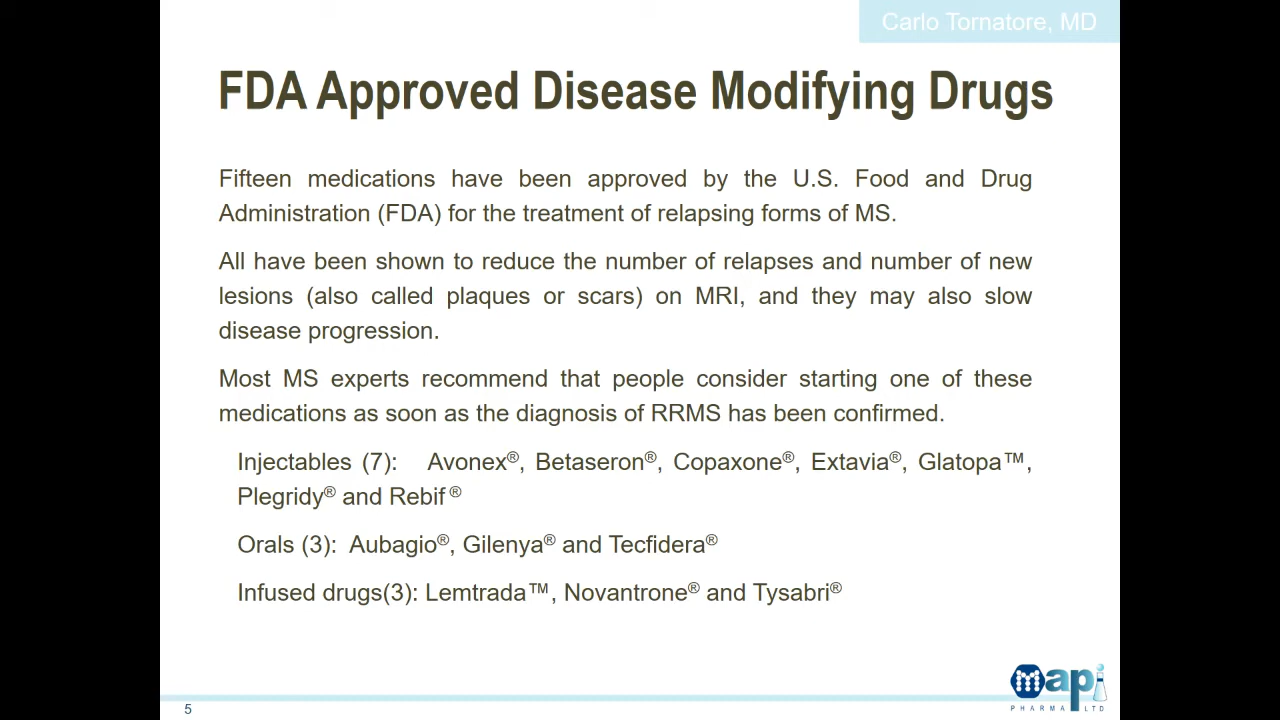 Carlo Tornatore, MD
FDA Approved Disease Modifying Drugs
Fifteen medications have been approved by the U.S. Food and Drug
Administration (FDA) for the treatment of relapsing forms of MS.
All have been shown to reduce the number of relapses and number of new
lesions (also called plaques or scars) on MRI, and they may also slow
disease progression.
Most MS experts recommend that people consider starting one of these
medications as soon as the diagnosis of RRMS has been confirmed.
Injectables (7): Avonex®, Betaseron®, Copaxone®, Extavia®, Glatopa™,
Plegridy® and Rebif ®
Orals (3): Aubagio®, Gilenya® and Tecfidera®
Infused drugs(3): Lemtrada™, Novantrone® and Tysabri®
mapi
PHARMA LTD
5